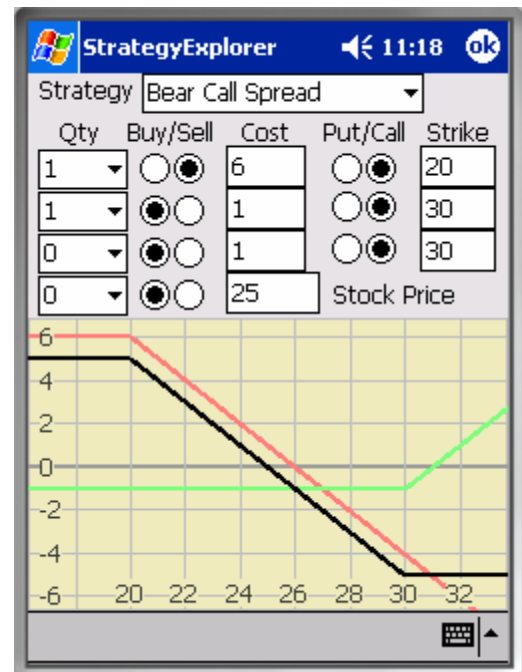 StrategyExplorer 11:18 ok
Strategy Bear Call Spread
Qty Buy/Sell Cost Put/Call Strike
1 6 20
1 1 30
0 1 30
0 25 Stock Price
6
4
2
0
-2
-4
-6 20 22 24 26 28 30 32